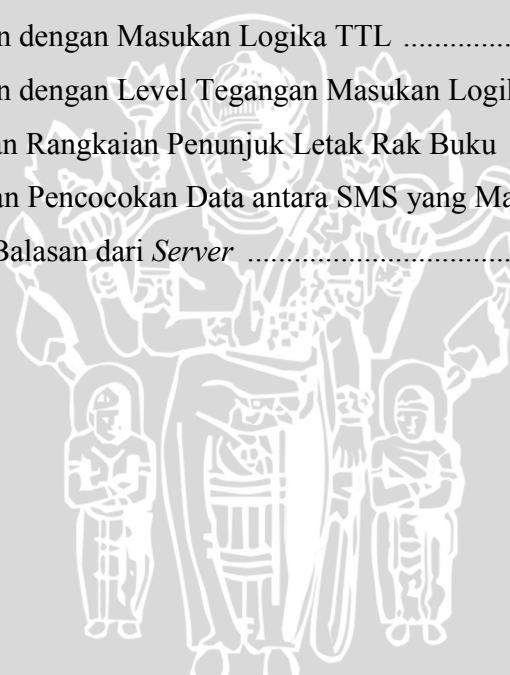 n dengan Masukan Logika TTL ..............
n dengan Level Tegangan Masukan Logi
an Rangkaian Penunjuk Letak Rak Buku
an Pencocokan Data antara SMS yang Ma
Balasan dari Server ..................................